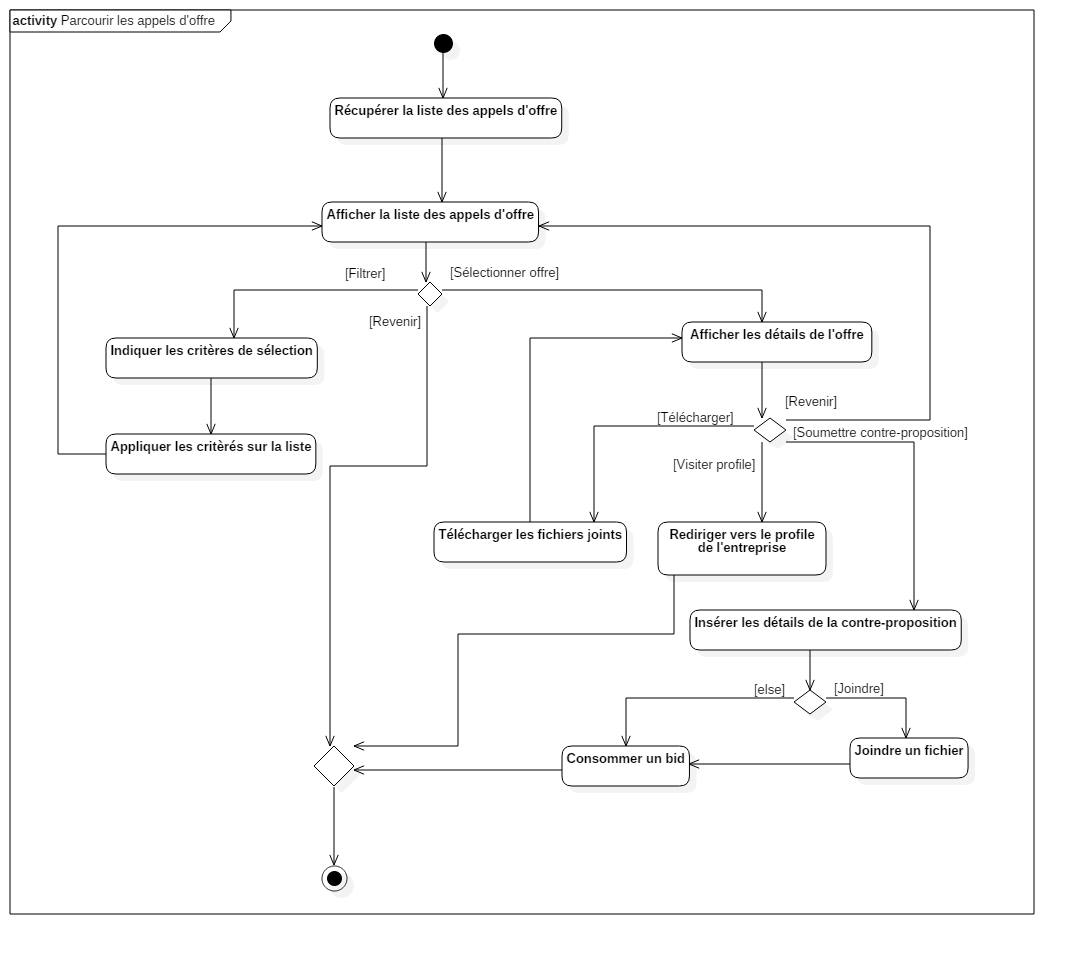 activity Parcourir les appels d'offre
Récupérer la liste des appels d'offre
Afficher la liste des appels d'offre
[Filtrer]
[Sélectionner offre]
[Revenir]
Afficher les détails de l'offre
Indiquer les critères de sélection
[Revenir]
[Télécharger]
[Soumettre contre-proposition]
Appliquer les critèrés sur la liste
[Visiter profile]
Télécharger les fichiers joints
Rediriger vers le profile
de l'entreprise
Insérer les détails de la contre-proposition
[else]
[Joindre]
Consommer un bid
Joindre un fichier